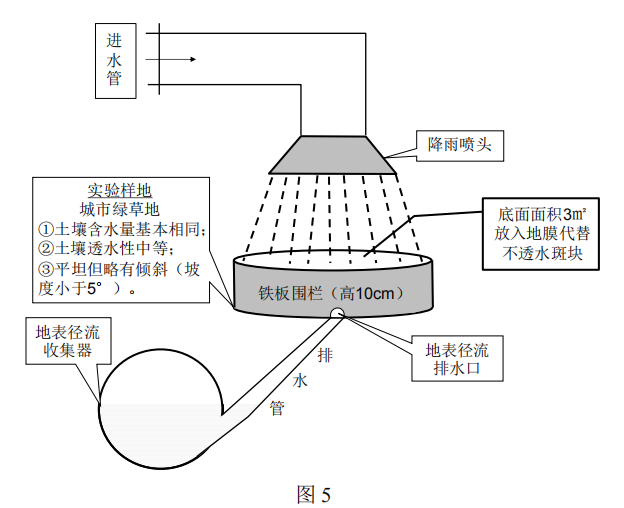 进
水
管
降雨喷头
实验样地
城市绿草地
①土壤含水量基本相同；
②土壤透水性中等；
③平坦但略有倾斜（坡
度小于5°）。
底面面积3㎡
放入地膜代替
不透水斑块
铁板围栏（高10cm）
地表径流
收集器
排
水
管
地表径流
排水口
图 5